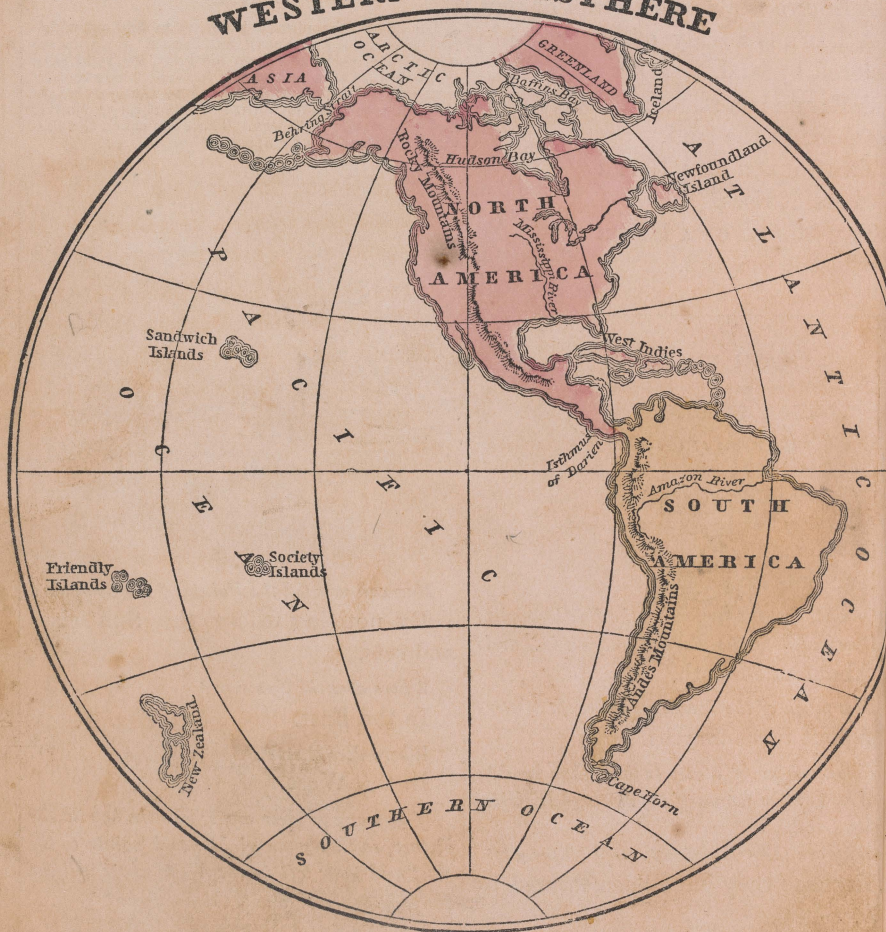 WESTERN HEMISPHERE
ARCTIC
OCEAN
ASIA
GREENLAND
Iceland
Baffins Bay
Behring Strait
Rocky Mountains
Hudson Bay
Newfoundland
Island
NORTH
AMERICA
Mississippi River
ATLANTIC OCEAN
PACIFIC
OCEAN
Sandwich
Islands
West Indies
Isthmus
of Darien
Amazon River
SOUTH
AMERICA
Friendly
Islands
Society
Islands
Andes Mountains
New Zealand
Cape Horn
SOUTHERN OCEAN